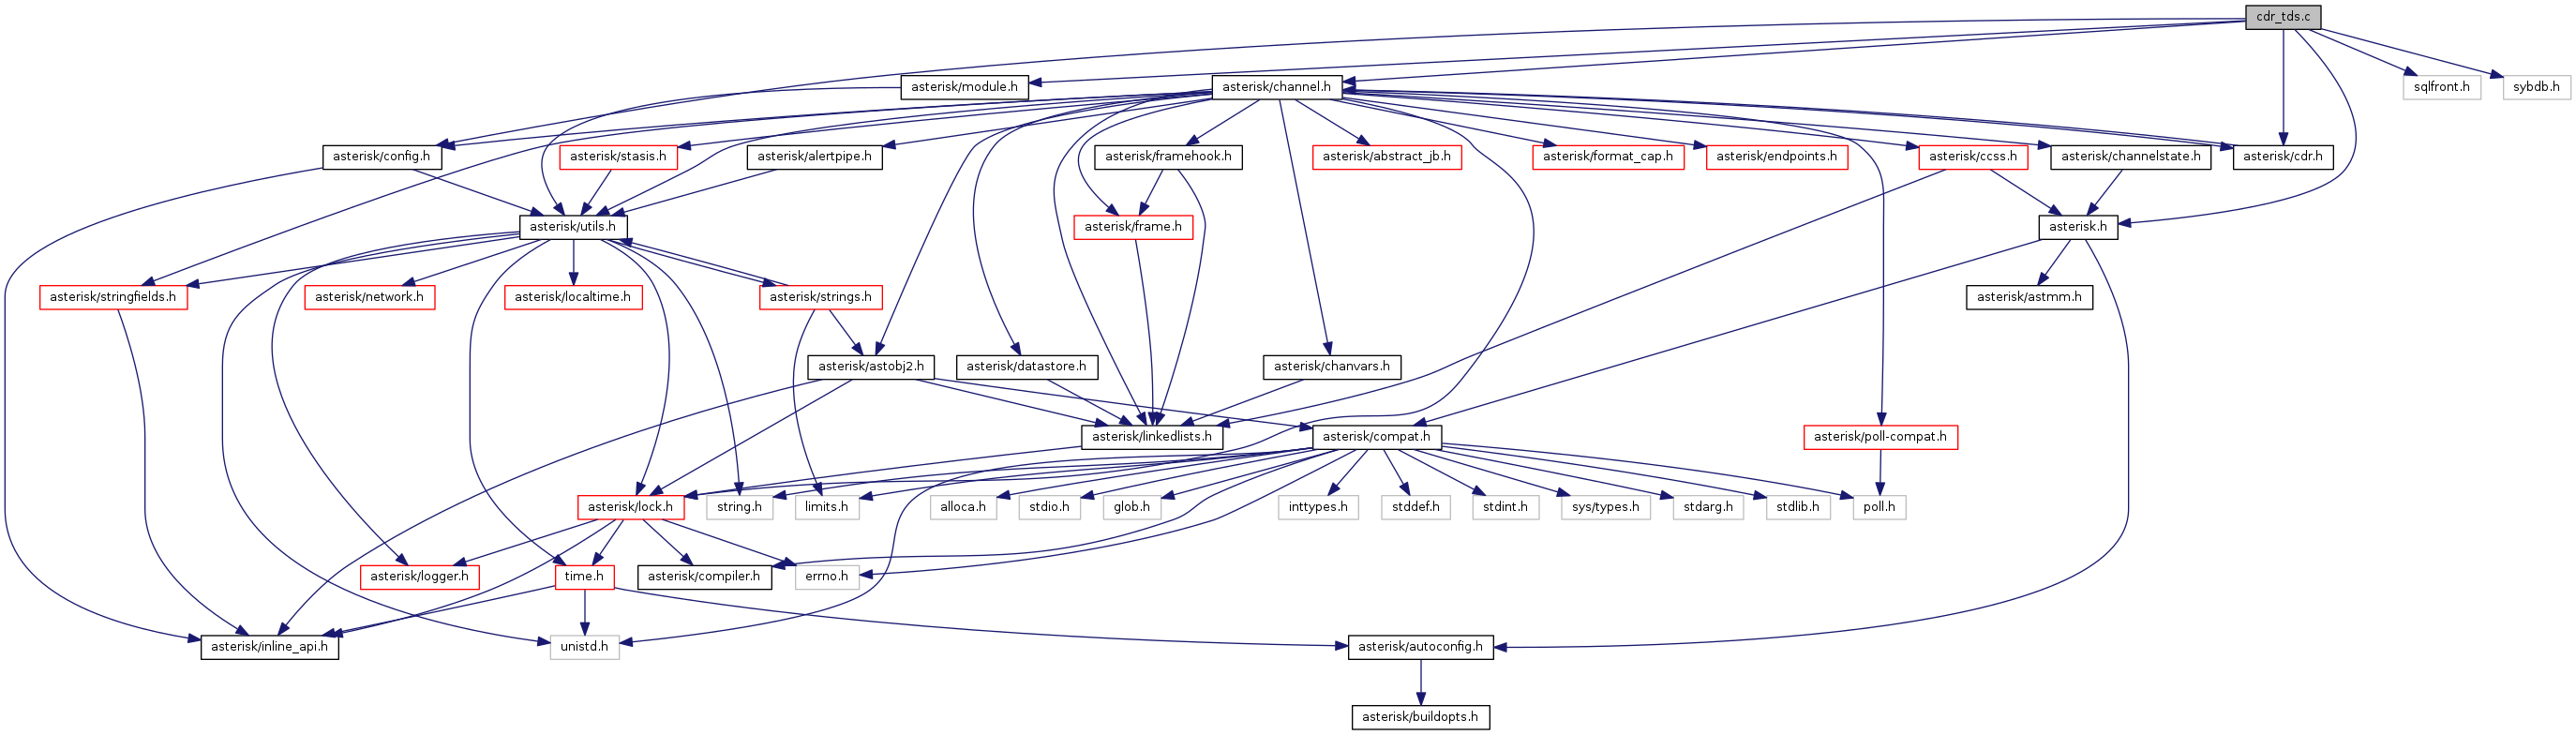 cdr_tds.c
asterisk/module.h
asterisk/channel.h
sqlfront.h
sybdb.h
asterisk/config.h
asterisk/stasis.h
asterisk/alertpipe.h
asterisk/framehook.h
asterisk/abstract_jb.h
asterisk/format_cap.h
asterisk/endpoints.h
asterisk/ccss.h
asterisk/channelstate.h
asterisk/cdr.h
asterisk/utils.h
asterisk/frame.h
asterisk.h
asterisk/stringfields.h
asterisk/network.h
asterisk/localtime.h
asterisk/strings.h
asterisk/astmm.h
asterisk/astobj2.h
asterisk/datastore.h
asterisk/chanvars.h
asterisk/linkedlists.h
asterisk/compat.h
asterisk/poll-compat.h
asterisk/lock.h
string.h
limits.h
alloca.h
stdio.h
glob.h
inttypes.h
stddef.h
stdint.h
sys/types.h
stdarg.h
stdlib.h
poll.h
asterisk/logger.h
time.h
asterisk/compiler.h
errno.h
asterisk/inline_api.h
unistd.h
asterisk/autoconfig.h
asterisk/buildopts.h